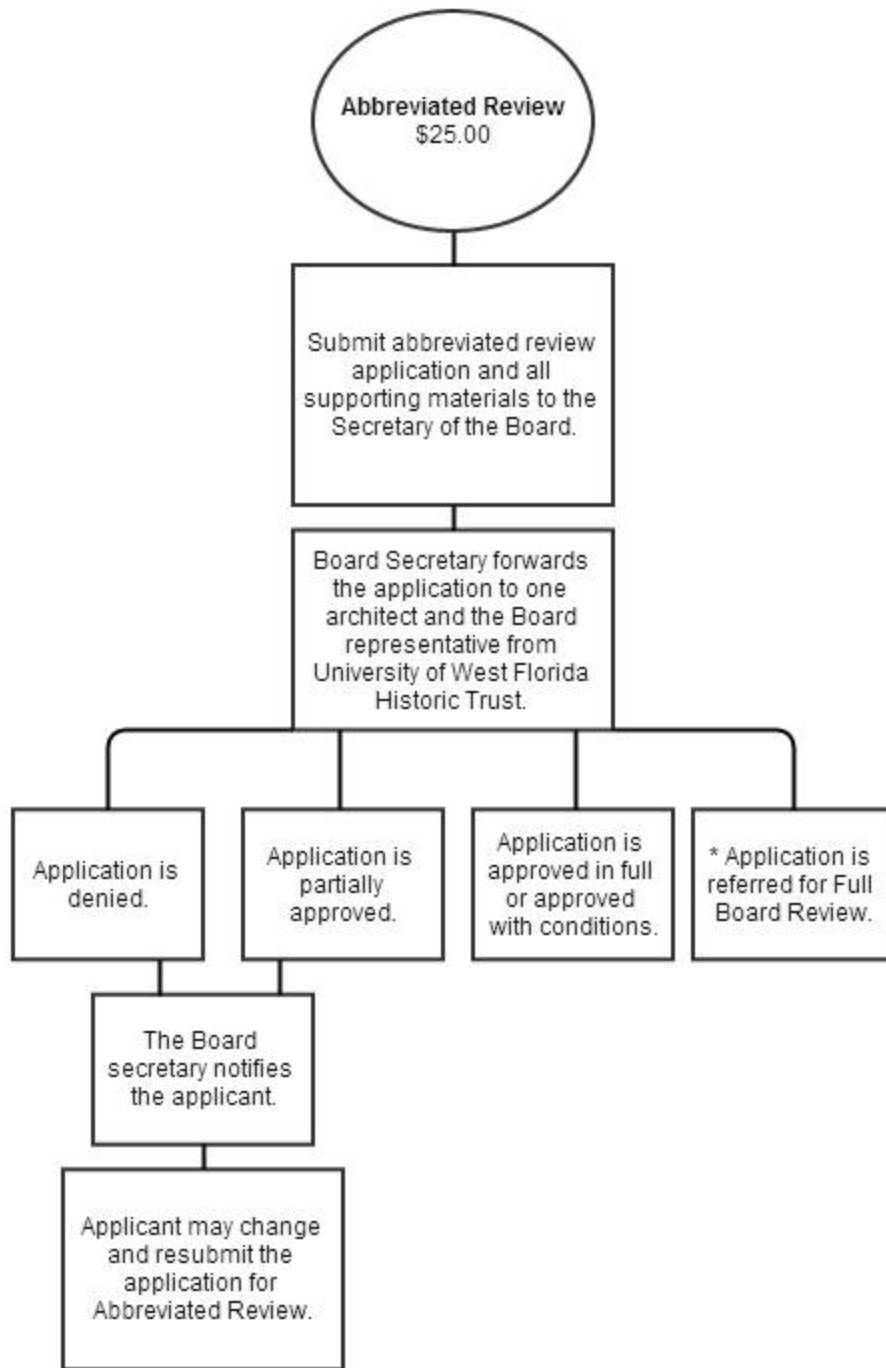 Abbreviated Review
$25.00
Submit abbreviated review
application and all
supporting materials to the
Secretary of the Board.
Board Secretary forwards
the application to one
architect and the Board
representative from
University of West Florida
Historic Trust.
Application is
denied.
Application is
partially
approved.
Application is
approved in full
or approved
with conditions.
* Application is
referred for Full
Board Review.
The Board
secretary notifies
the applicant.
Applicant may change
and resubmit the
application for
Abbreviated Review.